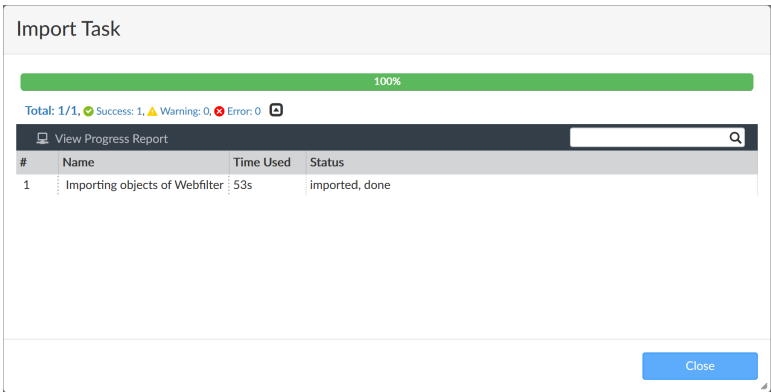 Import Task
100%
Total: 1/1, Success: 1, Warning: 0, Error: 0
View Progress Report
# Name Time Used Status
1 Importing objects of Webfilter 53s imported, done
Close